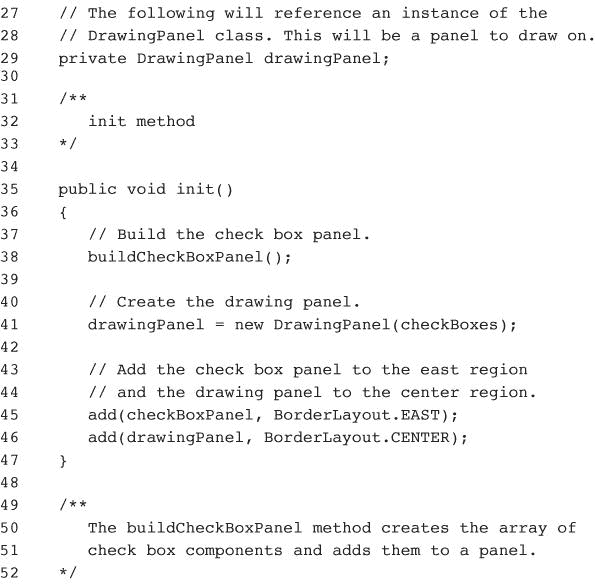 27    // The following will reference an instance of the
28    // DrawingPanel class. This will be a panel to draw on.
29    private DrawingPanel drawingPanel;
30
31    /**
32       init method
33    */
34
35    public void init()
36    {
37       // Build the check box panel.
38       buildCheckBoxPanel();
39
40       // Create the drawing panel.
41       drawingPanel = new DrawingPanel(checkBoxes);
42
43       // Add the check box panel to the east region
44       // and the drawing panel to the center region.
45       add(checkBoxPanel, BorderLayout.EAST);
46       add(drawingPanel, BorderLayout.CENTER);
47    }
48
49    /**
50       The buildCheckBoxPanel method creates the array of
51       check box components and adds them to a panel.
52    */